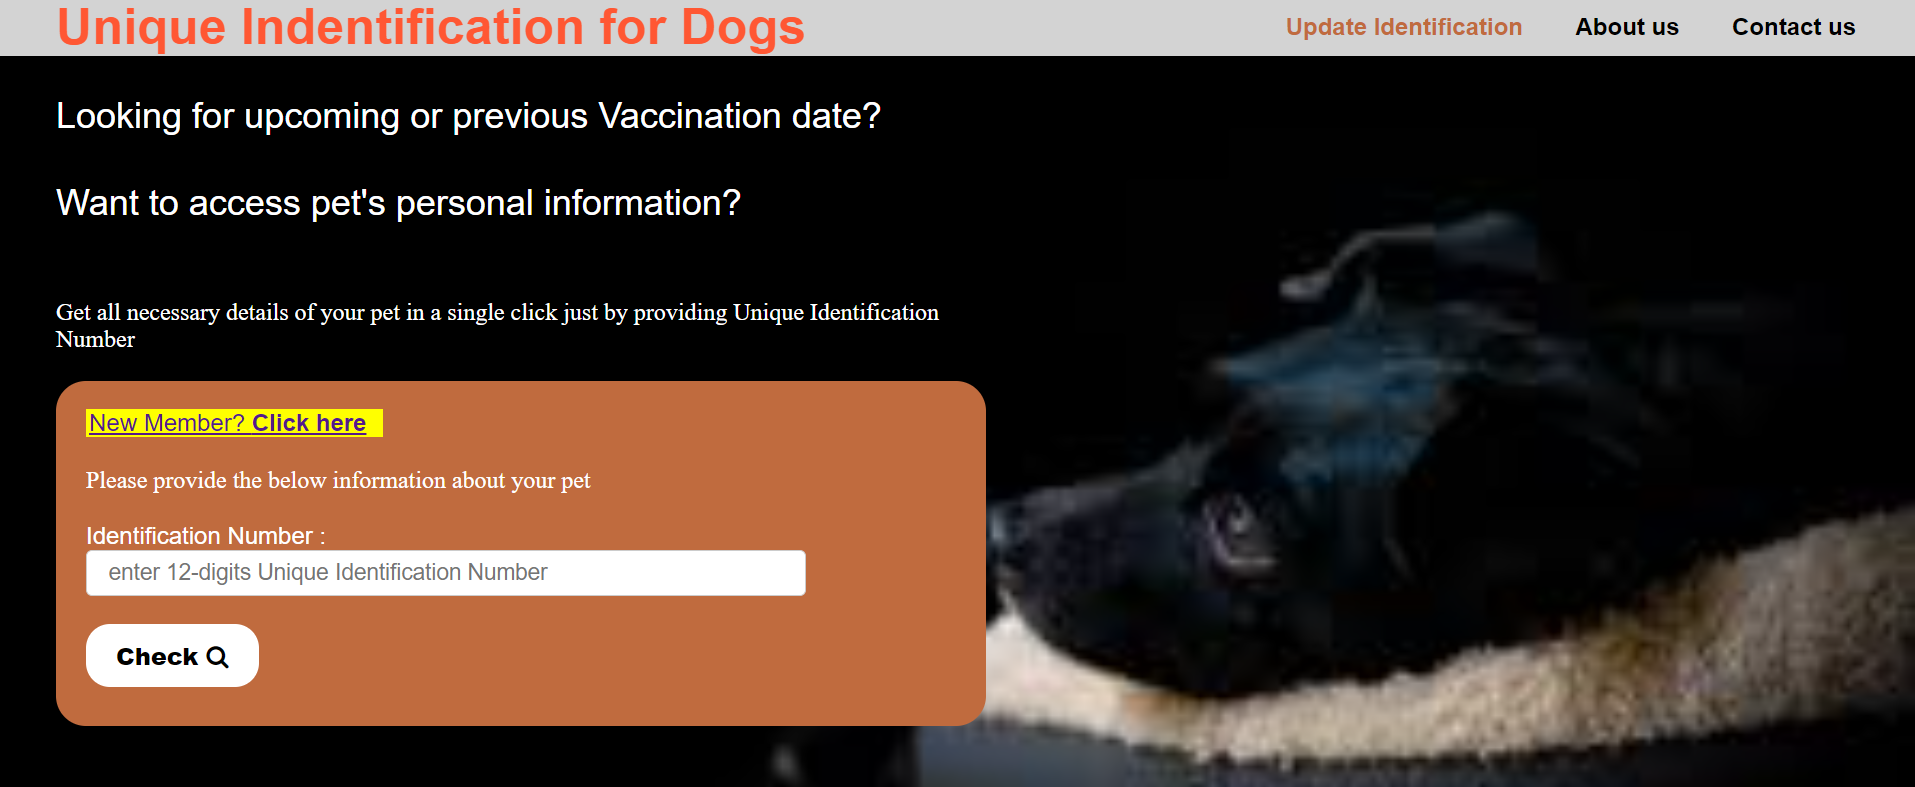 Unique Indentification for Dogs
Update Identification
About us
Contact us
Looking for upcoming or previous Vaccination date?
Want to access pet's personal information?
Get all necessary details of your pet in a single click just by providing Unique Identification
Number
New Member? Click here
Please provide the below information about your pet
Identification Number :
enter 12-digits Unique Identification Number
Check